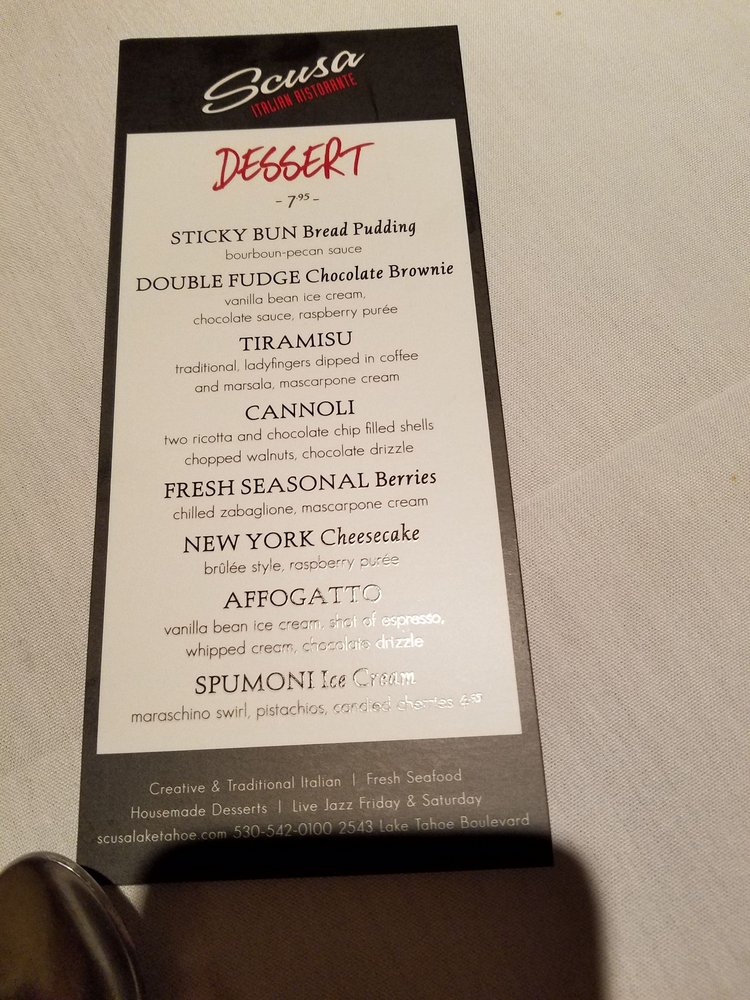 Scusa
ITALIAN RISTORANTE
DESSERT
- 7.95 -
STICKY BUN Bread Pudding
bourboun-pecan sauce
DOUBLE FUDGE Chocolate Brownie
vanilla bean ice cream,
chocolate sauce, raspberry purée
TIRAMISU
traditional, ladyfingers dipped in coffee
and marsala, mascarpone cream
CANNOLI
two ricotta and chocolate chip filled shells
chopped walnuts, chocolate drizzle
FRESH SEASONAL Berries
chilled zabaglione, mascarpone cream
NEW YORK Cheesecake
brûlée style, raspberry purée
AFFOGATTO
vanilla bean ice cream, shot of espresso,
whipped cream, chocolate drizzle
SPUMONI Ice Cream
maraschino swirl, pistachios, candied cherries
Creative & Traditional Italian | Fresh Seafood
Housemade Desserts | Live Jazz Friday & Saturday
scusalaketahoe.com 530-542-0100 2543 Lake Tahoe Boulevard